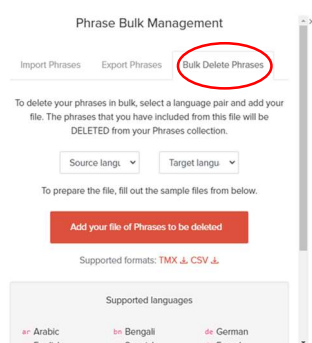 Phrase Bulk Management
Import Phrases Export Phrases Bulk Delete Phrases
To delete your phrases in bulk, select a language pair and add your
file. The phrases that you have included from this file will be
DELETED from your Phrases collection.
Source langu Target langu
To prepare the file, fill out the sample files from below.
Add your file of Phrases to be deleted
Supported formats: TMX CSV
Supported languages
ar Arabic bn Bengali de German